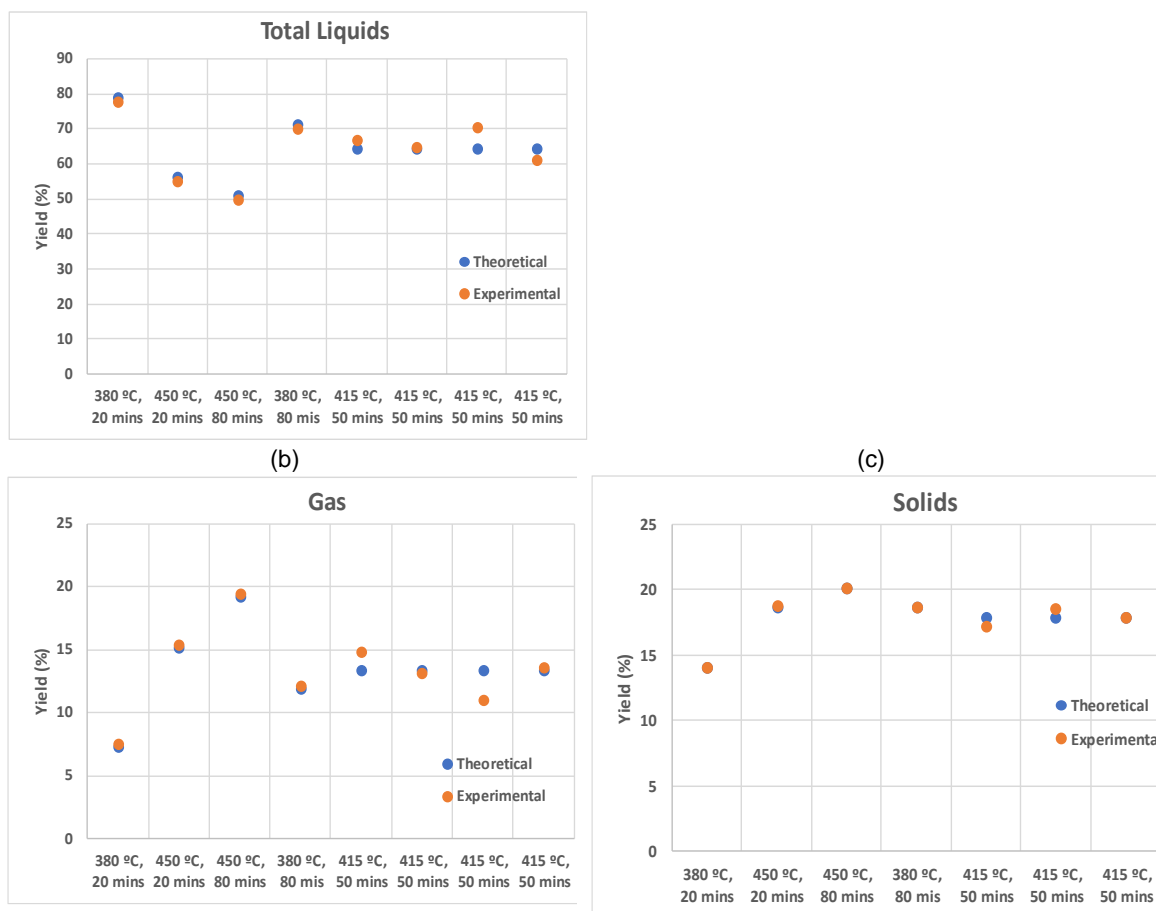 Total Liquids
90
80
70
60
50
40
30
20
10
0
Yield (%)
Theoretical
Experimental
380 ºC, 450 ºC, 450 ºC, 380 ºC, 415 ºC, 415 ºC, 415 ºC, 415 ºC,
20 mins 20 mins 80 mins 80 mis 50 mins 50 mins 50 mins 50 mins
(b)
(c)
Gas
25
20
15
10
5
0
Yield (%)
Theoretical
Experimental
380 ºC, 450 ºC, 450 ºC, 380 ºC, 415 ºC, 415 ºC, 415 ºC, 415 ºC,
20 mins 20 mins 80 mins 80 mis 50 mins 50 mins 50 mins 50 mins
Solids
25
20
15
10
5
0
Yield (%)
Theoretical
Experimenta
380 ºC, 450 ºC, 450 ºC, 380 ºC, 415 ºC, 415 ºC, 415 ºC,
20 mins 20 mins 80 mins 80 mis 50 mins 50 mins 50 mins